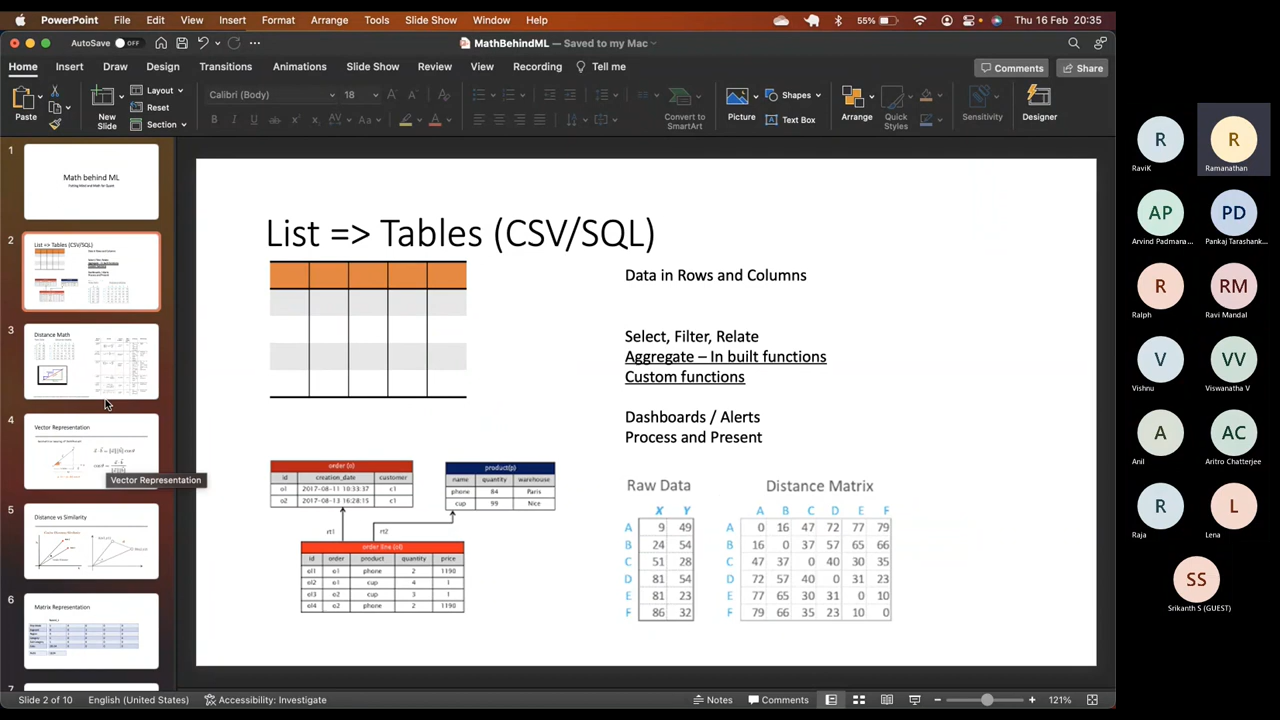 PowerPoint File Edit View Insert Format Arrange Tools Slide Show Window Help 55% Thu 16 Feb 20:35
AutoSave OFF MathBehindML — Saved to my Mac
Home Insert Draw Design Transitions Animations Slide Show Review View Recording Tell me Comments Share
Paste New Slide Layout Reset Section Calibri (Body) 18 Convert to SmartArt Picture Shapes Text Box Arrange Quick Styles Sensitivity Designer
1
Math behind ML
2
List => Tables (CSV/SQL)
3
Distance Math
4
Vector Representation
Vector Representation
5
Distance vs Similarity
6
Matrix Representation
7
List => Tables (CSV/SQL)
Data in Rows and Columns
Select, Filter, Relate
Aggregate – In built functions
Custom functions
Dashboards / Alerts
Process and Present
order (o)
id creation_date customer
o1 2017-08-11 10:33:37 c1
o2 2017-08-13 16:28:15 c1
product(p)
name quantity warehouse
phone 84 Paris
cup 99 Nice
rt1 rt2
order line (ol)
id order product quantity price
ol1 o1 phone 2 1190
ol2 o1 cup 4 1
ol3 o2 cup 3 1
ol4 o2 phone 2 1190
Raw Data
X Y
A 9 49
B 24 54
C 51 28
D 81 54
E 81 23
F 86 32
Distance Matrix
A B C D E F
A 0 16 47 72 77 79
B 16 0 37 57 65 66
C 47 37 0 40 30 35
D 72 57 40 0 31 23
E 77 65 30 31 0 10
F 79 66 35 23 10 0
R R
RaviK Ramanathan
AP PD
Arvind Padmana... Pankaj Tarashank...
R RM
Ralph Ravi Mandal
V VV
Vishnu Viswanatha V
A AC
Anil Aritro Chatterjee
R L
Raja Lena
SS
Srikanth S (GUEST)
Slide 2 of 10 English (United States) Accessibility: Investigate Notes Comments 121%